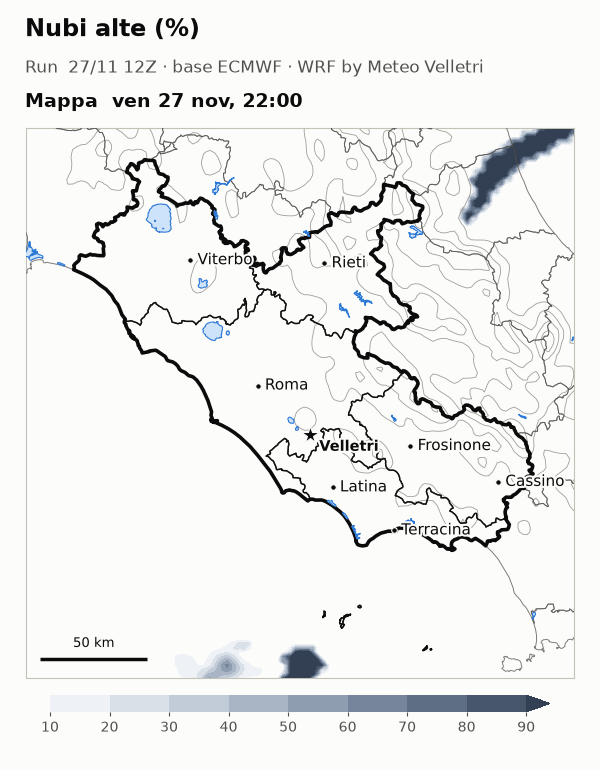 Nubi alte (%)
Run  27/11 12Z · base ECMWF · WRF by Meteo Velletri
Mappa  ven 27 nov, 22:00
Viterbo
Rieti
Roma
Velletri
Frosinone
Cassino
Latina
Terracina
50 km
10 20 30 40 50 60 70 80 90